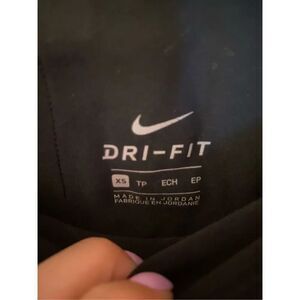 DRI-FIT
XS TP ECH EP
MADE IN JORDAN
FABRIQUÉ EN JORDANIE